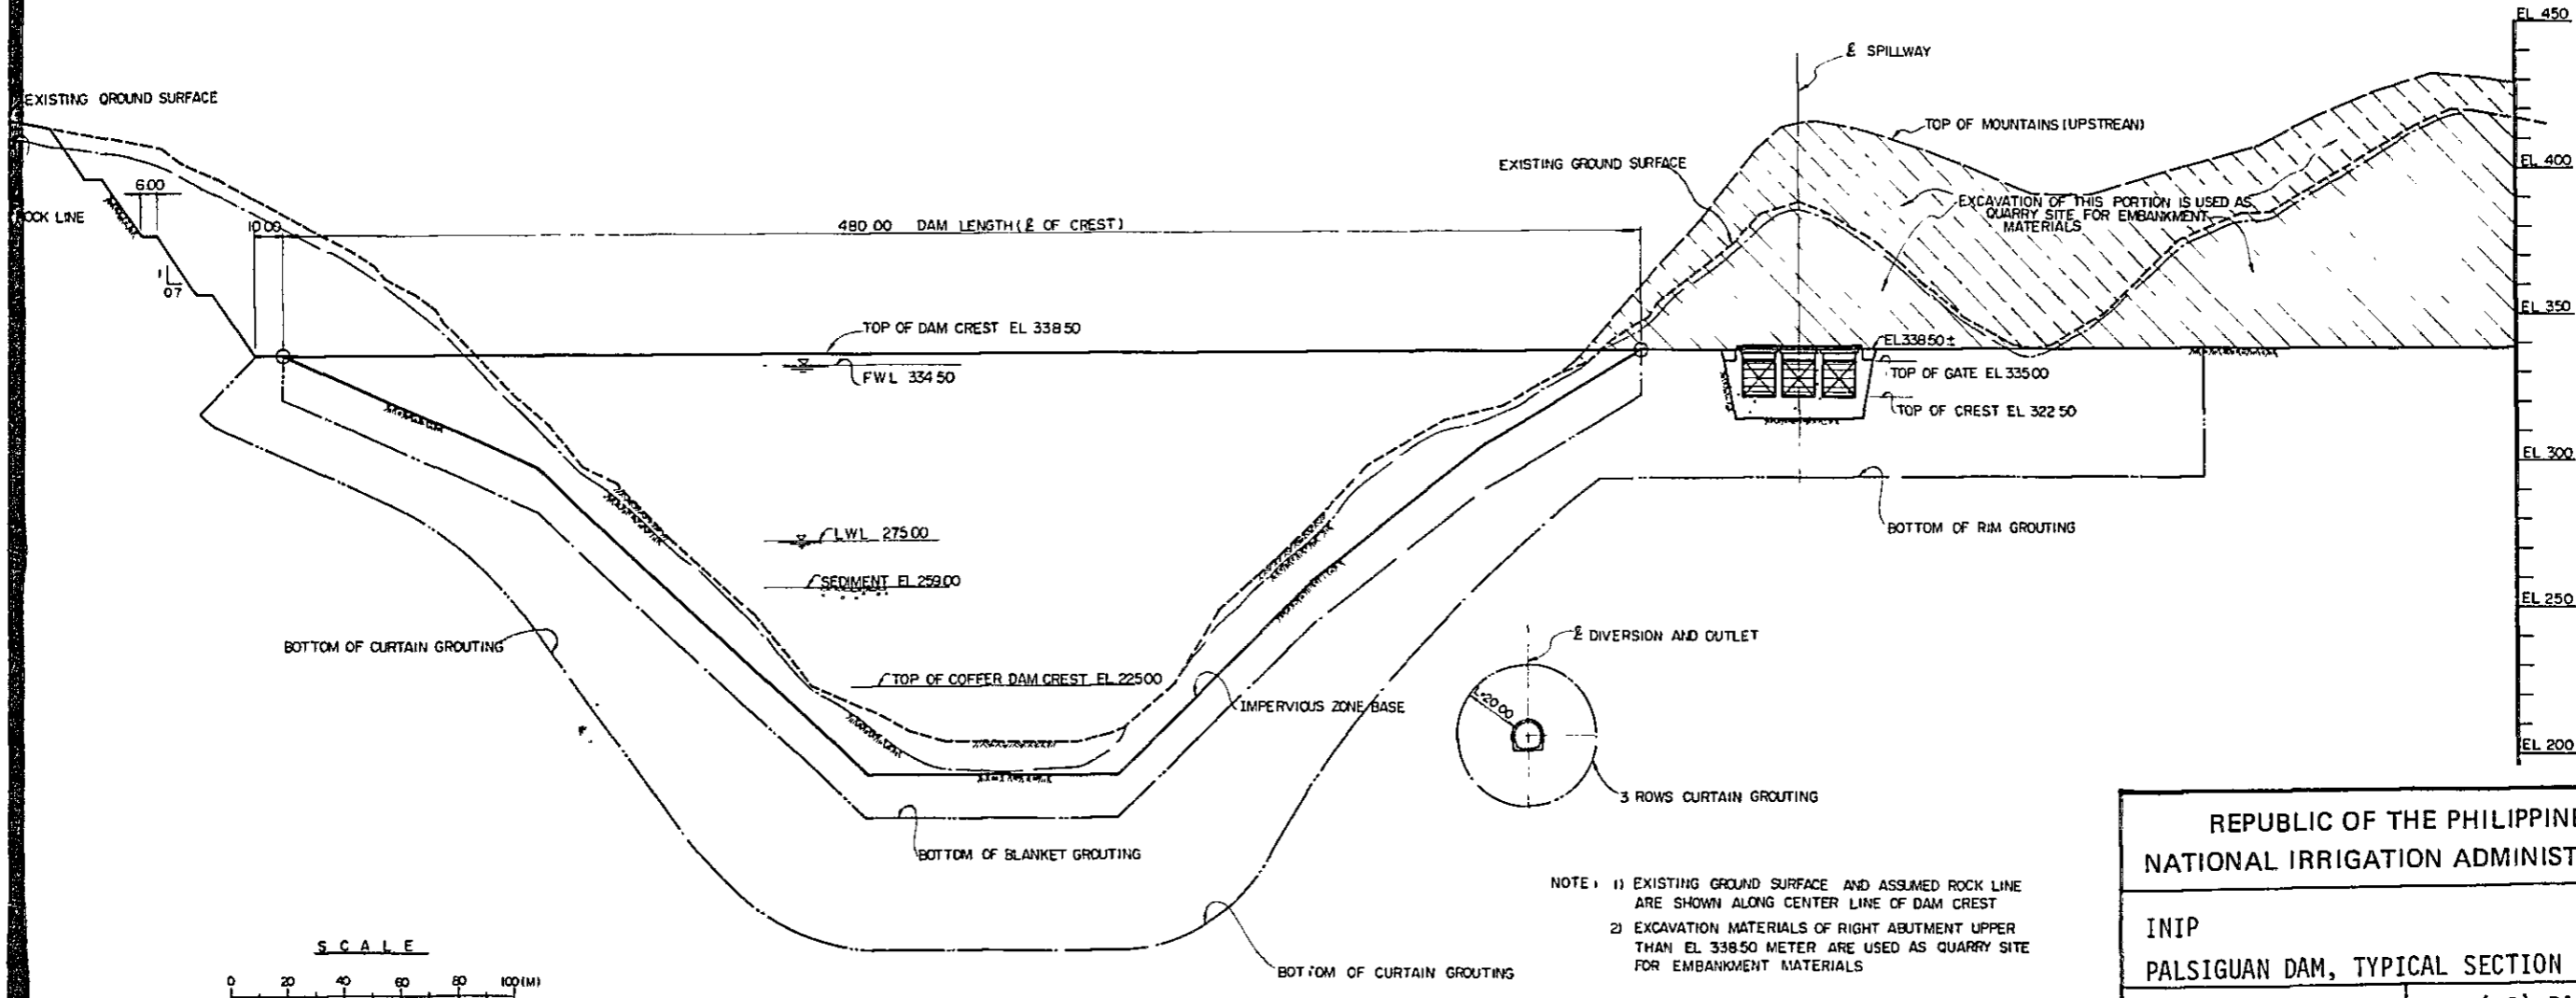 EL 450
₤ SPILLWAY
EXISTING GROUND SURFACE
TOP OF MOUNTAINS (UPSTREAN)
EXISTING GROUND SURFACE
EL 400
6.00
EXCAVATION OF THIS PORTION IS USED AS
QUARRY SITE FOR EMBANKMENT
MATERIALS
OCK LINE
10.00
480.00 DAM LENGTH (₤ OF CREST)
1
0.7
EL 350
TOP OF DAM CREST EL 338.50
EL 338.50±
FWL 334.50
TOP OF GATE EL 335.00
TOP OF CREST EL 322.50
EL 300
BOTTOM OF RIM GROUTING
LWL 275.00
SEDIMENT EL 259.00
EL 250
₤ DIVERSION AND OUTLET
BOTTOM OF CURTAIN GROUTING
TOP OF COFFER DAM CREST EL 225.00
IMPERVIOUS ZONE BASE
L=20.00
EL 200
3 ROWS CURTAIN GROUTING
REPUBLIC OF THE PHILIPPINE
BOTTOM OF BLANKET GROUTING
NATIONAL IRRIGATION ADMINIST
NOTE: 1) EXISTING GROUND SURFACE AND ASSUMED ROCK LINE
ARE SHOWN ALONG CENTER LINE OF DAM CREST
2) EXCAVATION MATERIALS OF RIGHT ABUTMENT UPPER
THAN EL 338.50 METER ARE USED AS QUARRY SITE
FOR EMBANKMENT MATERIALS
INIP
PALSIGUAN DAM, TYPICAL SECTION
SCALE
BOTTOM OF CURTAIN GROUTING
0 20 40 60 80 100(M)